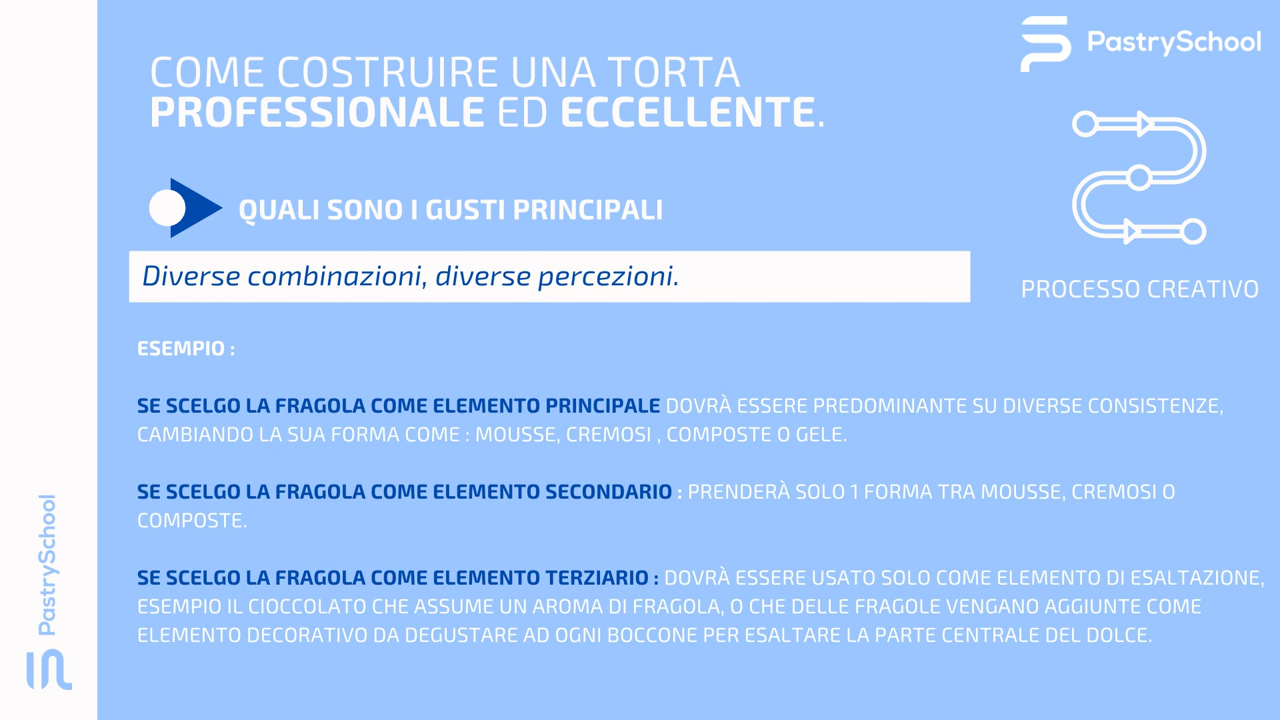 PastrySchool
COME COSTRUIRE UNA TORTA
PROFESSIONALE ED ECCELLENTE.
QUALI SONO I GUSTI PRINCIPALI
Diverse combinazioni, diverse percezioni.
PROCESSO CREATIVO
ESEMPIO :
SE SCELGO LA FRAGOLA COME ELEMENTO PRINCIPALE DOVRÀ ESSERE PREDOMINANTE SU DIVERSE CONSISTENZE,
CAMBIANDO LA SUA FORMA COME : MOUSSE, CREMOSI , COMPOSTE O GELE.
SE SCELGO LA FRAGOLA COME ELEMENTO SECONDARIO : PRENDERÀ SOLO 1 FORMA TRA MOUSSE, CREMOSI O
COMPOSTE.
SE SCELGO LA FRAGOLA COME ELEMENTO TERZIARIO : DOVRÀ ESSERE USATO SOLO COME ELEMENTO DI ESALTAZIONE,
ESEMPIO IL CIOCCOLATO CHE ASSUME UN AROMA DI FRAGOLA, O CHE DELLE FRAGOLE VENGANO AGGIUNTE COME
ELEMENTO DECORATIVO DA DEGUSTARE AD OGNI BOCCONE PER ESALTARE LA PARTE CENTRALE DEL DOLCE.
PastrySchool